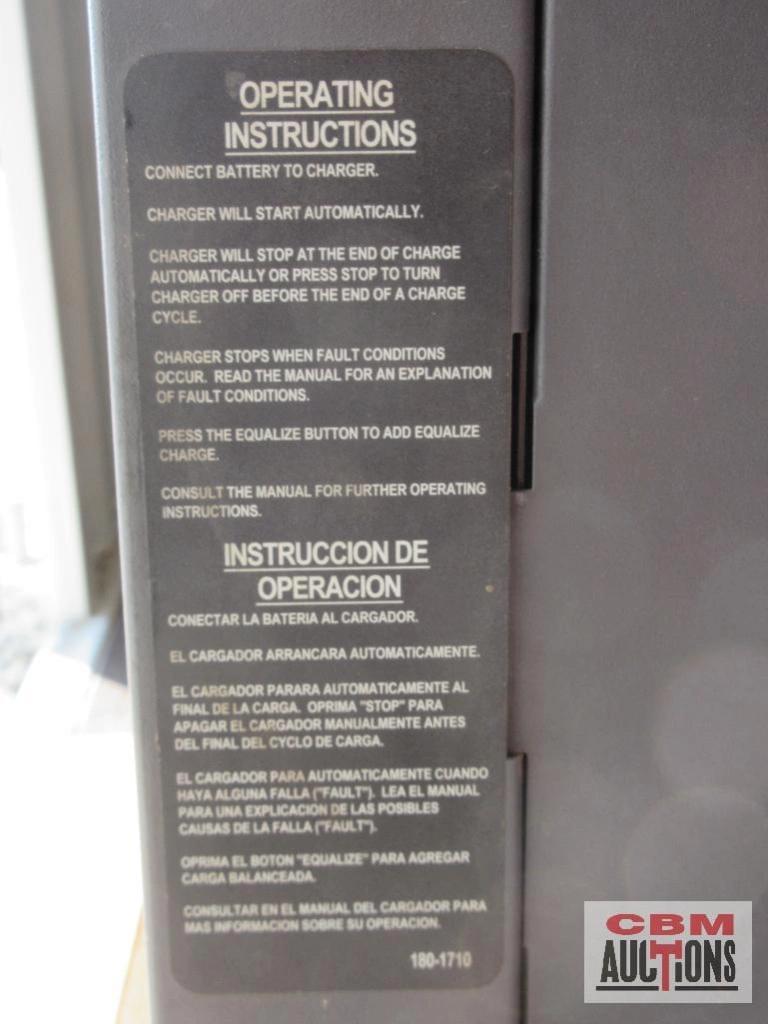 OPERATING
INSTRUCTIONS
CONNECT BATTERY TO CHARGER.
CHARGER WILL START AUTOMATICALLY.
CHARGER WILL STOP AT THE END OF CHARGE
AUTOMATICALLY OR PRESS STOP TO TURN
CHARGER OFF BEFORE THE END OF A CHARGE
CYCLE.
CHARGER STOPS WHEN FAULT CONDITIONS
OCCUR. READ THE MANUAL FOR AN EXPLANATION
OF FAULT CONDITIONS.
PRESS THE EQUALIZE BUTTON TO ADD EQUALIZE
CHARGE.
CONSULT THE MANUAL FOR FURTHER OPERATING
INSTRUCTIONS.
INSTRUCCION DE
OPERACION
CONECTAR LA BATERIA AL CARGADOR.
EL CARGADOR ARRANCARA AUTOMATICAMENTE.
EL CARGADOR PARARA AUTOMATICAMENTE AL
FINAL DE LA CARGA. OPRIMA "STOP" PARA
APAGAR EL CARGADOR MANUALMENTE ANTES
DEL FINAL DEL CYCLO DE CARGA.
EL CARGADOR PARA AUTOMATICAMENTE CUANDO
HAYA ALGUNA FALLA ("FAULT"). LEA EL MANUAL
PARA UNA EXPLICACION DE LAS POSIBLES
CAUSAS DE LA FALLA ("FAULT").
OPRIMA EL BOTON "EQUALIZE" PARA AGREGAR
CARGA BALANCEADA.
CONSULTAR EN EL MANUAL DEL CARGADOR PARA
MAS INFORMACION SOBRE SU OPERACION.
180-1710
CBM
AUCTIONS